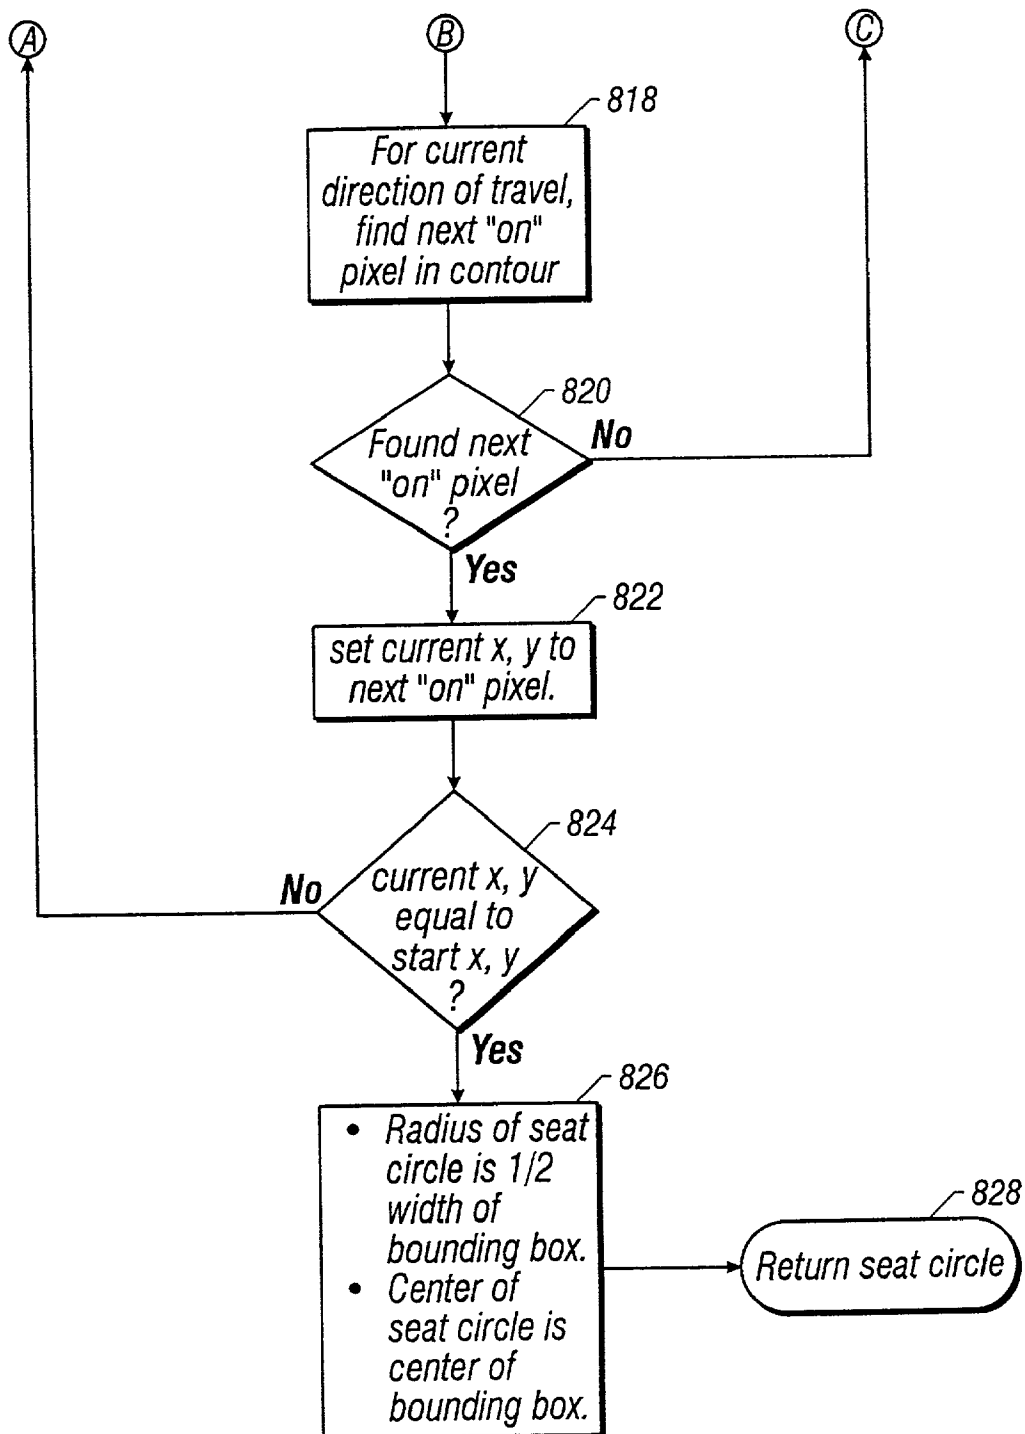 A
B
C
818
For current
direction of travel,
find next "on"
pixel in contour
820
No
Found next
"on" pixel
?
Yes
822
set current x, y to
next "on" pixel.
824
No
current x, y
equal to
start x, y
?
Yes
826
• Radius of seat
circle is 1/2
width of
bounding box.
• Center of
seat circle is
center of
bounding box.
828
Return seat circle